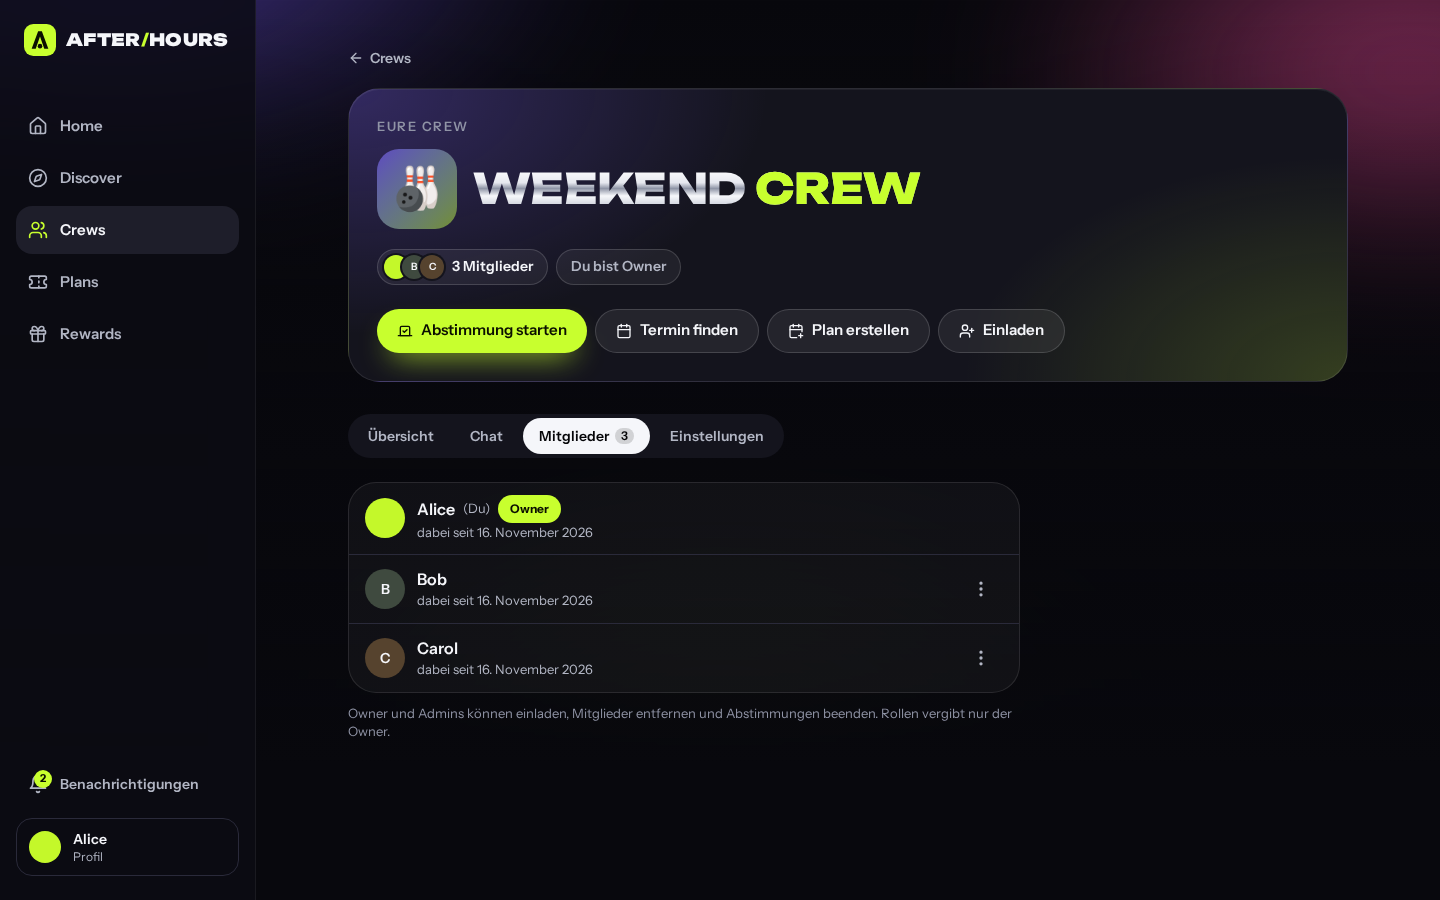 AFTER/HOURS
Home
Discover
Crews
Plans
Rewards
2
Benachrichtigungen
Alice
Profil
Crews
EURE CREW
WEEKEND CREW
B C 3 Mitglieder
Du bist Owner
Abstimmung starten
Termin finden
Plan erstellen
Einladen
Übersicht
Chat
Mitglieder 3
Einstellungen
Alice (Du) Owner
dabei seit 16. November 2026
B
Bob
dabei seit 16. November 2026
C
Carol
dabei seit 16. November 2026
Owner und Admins können einladen, Mitglieder entfernen und Abstimmungen beenden. Rollen vergibt nur der
Owner.